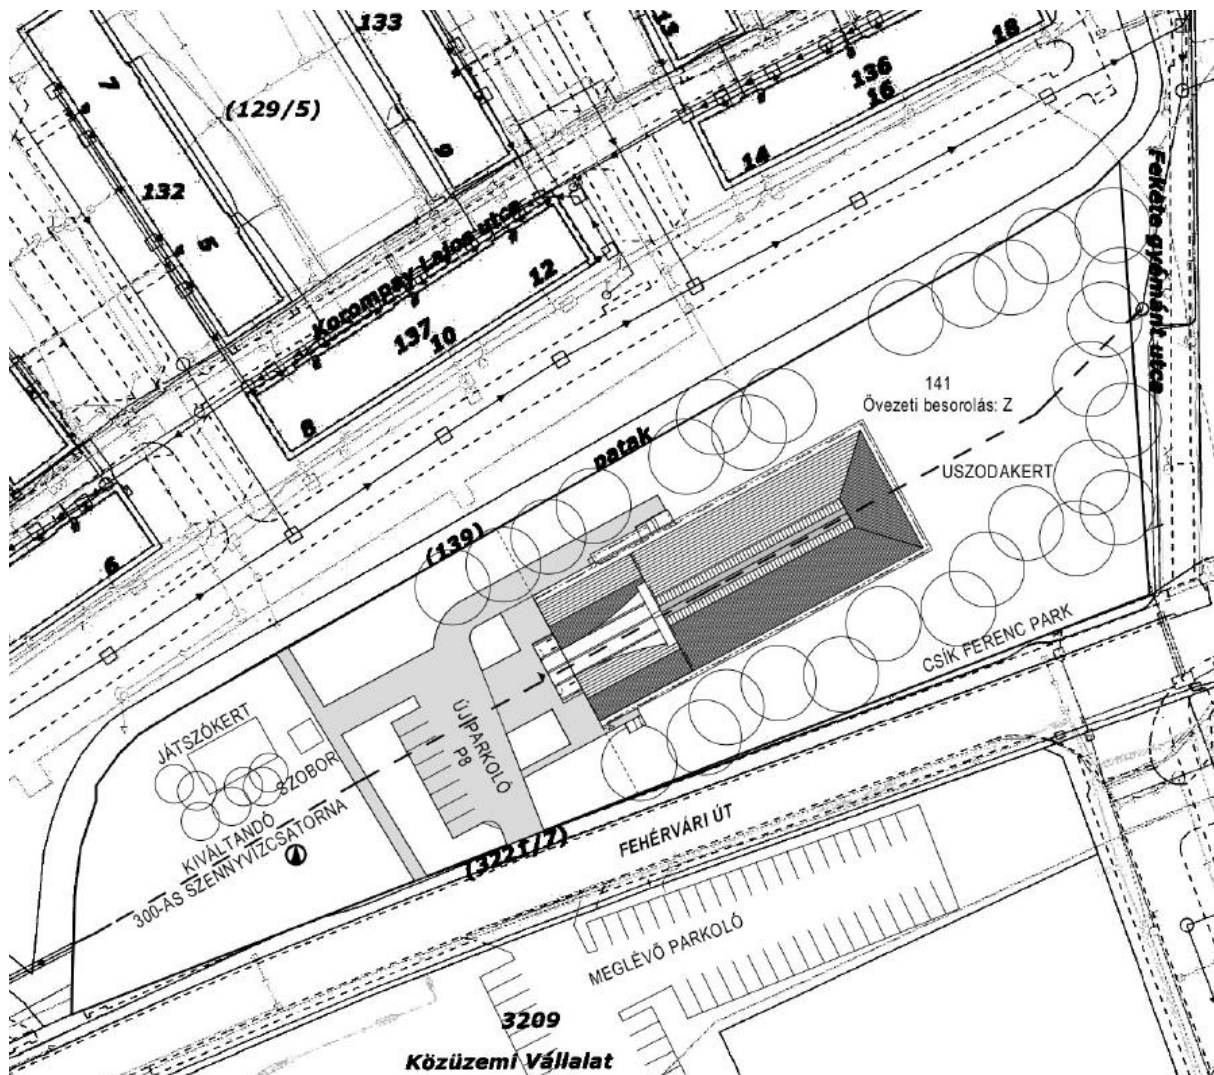 133
13
18
7
(129/5)
136
16
9
14
132
5
Korompay Lajos utca
Fekete gyémánt utca
12
137
10
8
141
Övezeti besorolás: Z
patak
USZODAKERT
(139)
6
CSÍK FERENC PARK
ÚJ PARKOLÓ
P8
JÁTSZÓKERT
SZOBOR
KIVÁLTANDÓ
300-AS SZENNYVÍZCSATORNA
(3221/7)
FEHÉRVÁRI ÚT
MEGLÉVŐ PARKOLÓ
3209
Közüzemi Vállalat